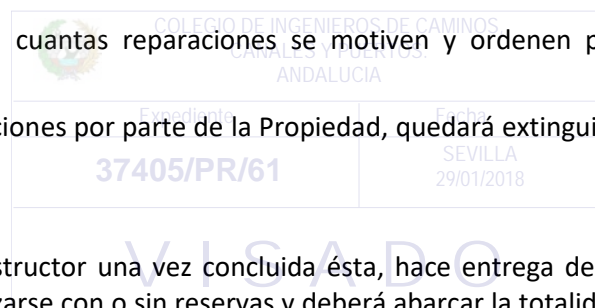 COLEGIO DE INGENIEROS DE CAMINOS,
cuantas reparaciones se motiven y ordenen
CANALES Y PUERTOS.
ANDALUCIA
Expediente Fecha
ciones por parte de la Propiedad, quedará extingui
37405/PR/61 SEVILLA
29/01/2018
VISADO
structor una vez concluida ésta, hace entrega de
zarse con o sin reservas y deberá abarcar la totalid